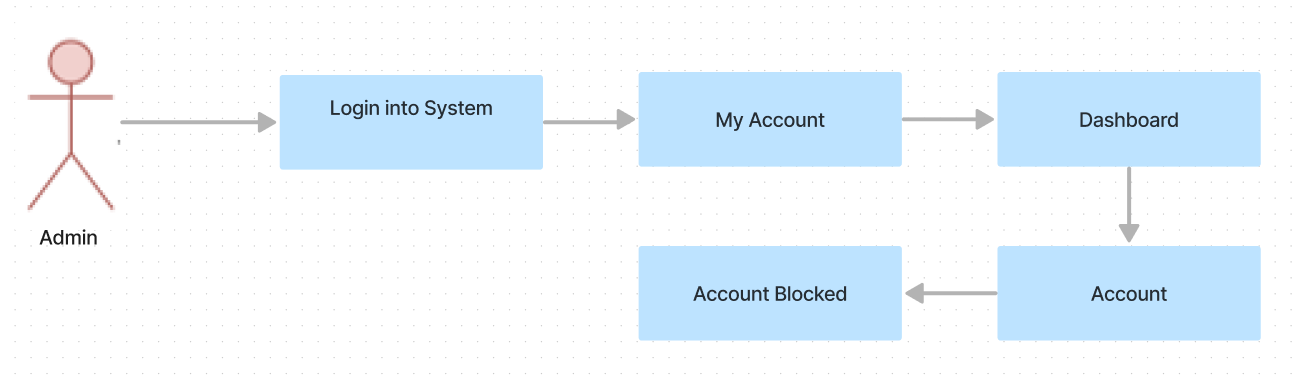 Login into System
My Account
Dashboard
Admin
Account Blocked
Account